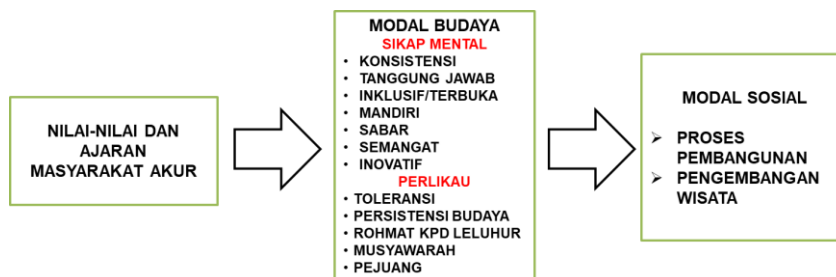 NILAI-NILAI DAN
AJARAN
MASYARAKAT AKUR
MODAL BUDAYA
SIKAP MENTAL
• KONSISTENSI
• TANGGUNG JAWAB
• INKLUSIF/TERBUKA
• MANDIRI
• SABAR
• SEMANGAT
• INOVATIF
PERLIKAU
• TOLERANSI
• PERSISTENSI BUDAYA
• ROHMAT KPD LELUHUR
• MUSYAWARAH
• PEJUANG
MODAL SOSIAL
➢ PROSES
PEMBANGUNAN
➢ PENGEMBANGAN
WISATA